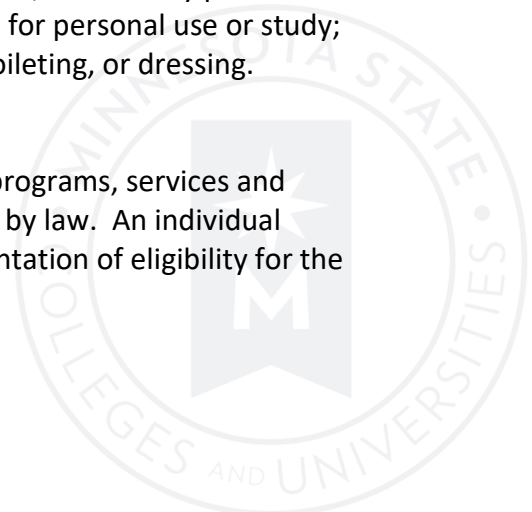 for personal use or study;
oileting, or dressing.
programs, services and
by law. An individual
ntation of eligibility for the
MINNESOTA STATE
COLLEGES AND UNIVERSITIES
M